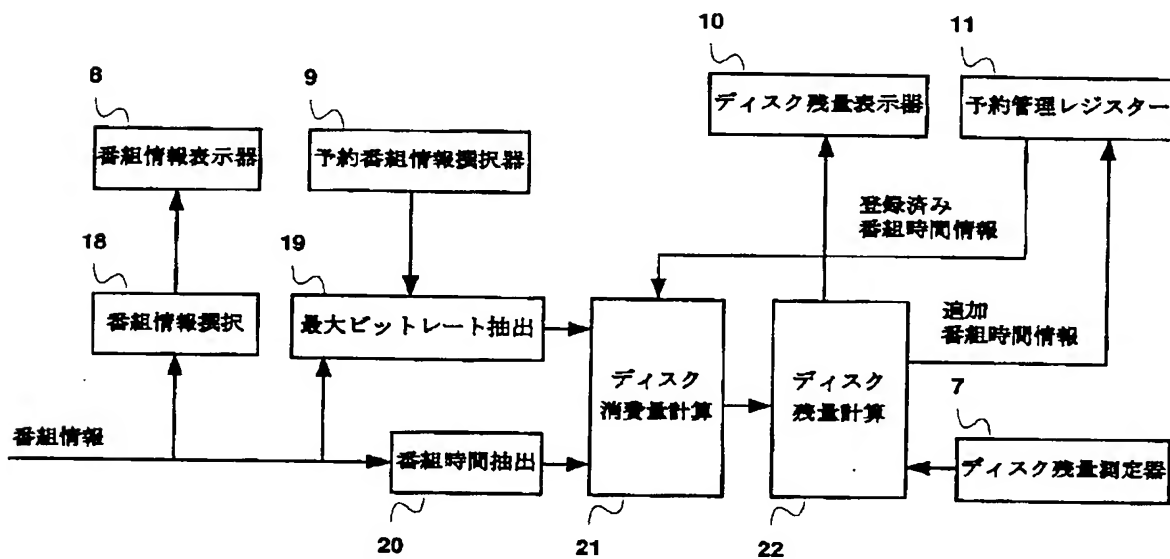 10
11
ディスク残量表示器
予約管理レジスター
8
9
番組情報表示器
予約番組情報撰択器
登録済み
番組時間情報
18
19
番組情報撰択
最大ビットレート抽出
追加
番組時間情報
ディスク
消費量計算
ディスク
残量計算
7
番組情報
番組時間抽出
ディスク残量測定器
20
21
22